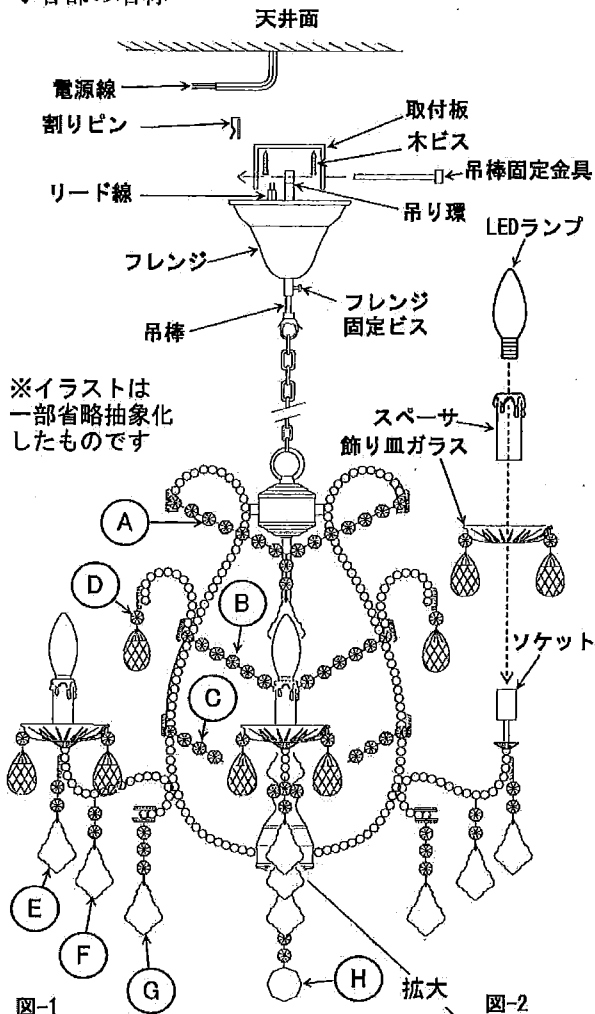 各部の名称
天井面
電源線
割りピン
取付板
木ビス
吊棒固定金具
リード線
吊り環
LEDランプ
フレンジ
フレンジ
固定ビス
吊棒
※イラストは
一部省略抽象化
したものです
スペーサ
飾り皿ガラス
A
D
B
ソケット
C
E
F
G
H
拡大
図-1
図-2